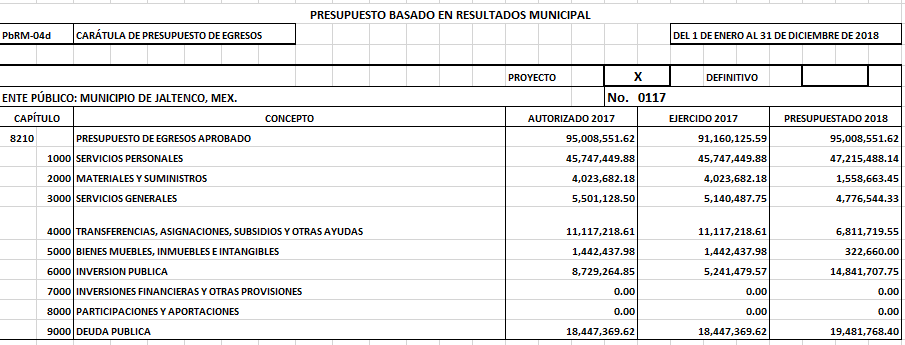 PRESUPUESTO BASADO EN RESULTADOS MUNICIPAL
PbRM-04d CARÁTULA DE PRESUPUESTO DE EGRESOS DEL 1 DE ENERO AL 31 DE DICIEMBRE DE 2018
PROYECTO X DEFINITIVO
ENTE PÚBLICO: MUNICIPIO DE JALTENCO, MEX. No. 0117
CAPÍTULO CONCEPTO AUTORIZADO 2017 EJERCIDO 2017 PRESUPUESTADO 2018
8210 PRESUPUESTO DE EGRESOS APROBADO 95,008,551.62 91,160,125.59 95,008,551.62
1000 SERVICIOS PERSONALES 45,747,449.88 45,747,449.88 47,215,488.14
2000 MATERIALES Y SUMINISTROS 4,023,682.18 4,023,682.18 1,558,663.45
3000 SERVICIOS GENERALES 5,501,128.50 5,140,487.75 4,776,544.33
4000 TRANSFERENCIAS, ASIGNACIONES, SUBSIDIOS Y OTRAS AYUDAS 11,117,218.61 11,117,218.61 6,811,719.55
5000 BIENES MUEBLES, INMUEBLES E INTANGIBLES 1,442,437.98 1,442,437.98 322,660.00
6000 INVERSION PUBLICA 8,729,264.85 5,241,479.57 14,841,707.75
7000 INVERSIONES FINANCIERAS Y OTRAS PROVISIONES 0.00 0.00 0.00
8000 PARTICIPACIONES Y APORTACIONES 0.00 0.00 0.00
9000 DEUDA PUBLICA 18,447,369.62 18,447,369.62 19,481,768.40